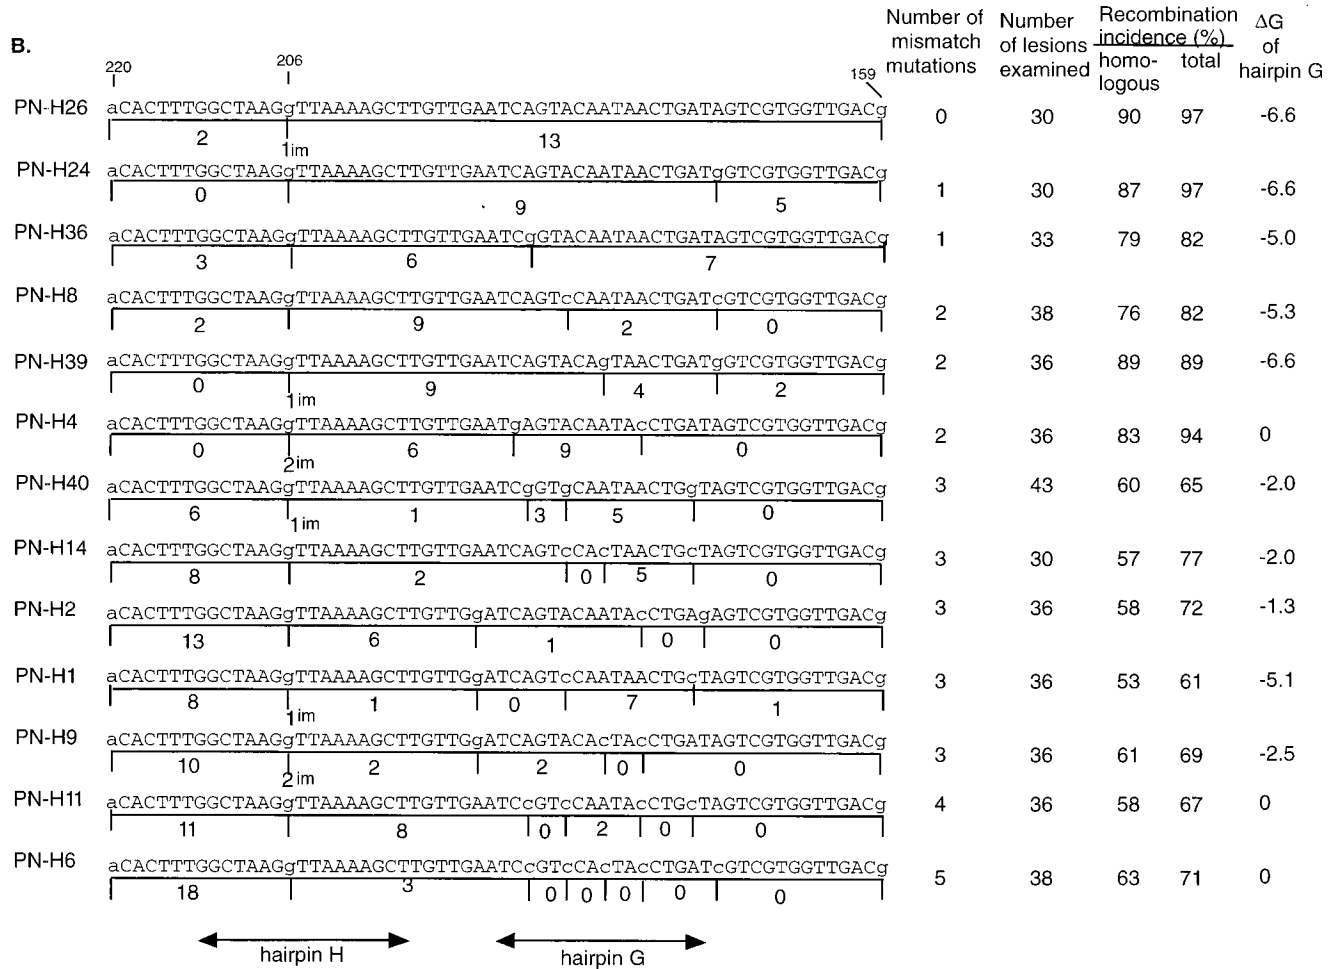 B.
Number of mismatch mutations
Number of lesions examined
Recombination incidence (%)
homo-logous
total
ΔG of hairpin G
220
206
159
PN-H26 aCACTTTGGCTAAGgTTAAAAGCTTGTTGAATCAGTACAATAACTGATAGTCGTGGTTGACg 0 30 90 97 -6.6
2 13
1im
PN-H24 aCACTTTGGCTAAGgTTAAAAGCTTGTTGAATCAGTACAATAACTGATgGTCGTGGTTGACg 1 30 87 97 -6.6
0 9 5
PN-H36 aCACTTTGGCTAAGgTTAAAAGCTTGTTGAATCgGTACAATAACTGATAGTCGTGGTTGACg 1 33 79 82 -5.0
3 6 7
PN-H8 aCACTTTGGCTAAGgTTAAAAGCTTGTTGAATCAGTcCAATAACTGATcGTCGTGGTTGACg 2 38 76 82 -5.3
2 9 2 0
PN-H39 aCACTTTGGCTAAGgTTAAAAGCTTGTTGAATCAGTACAgTAACTGATgGTCGTGGTTGACg 2 36 89 89 -6.6
0 9 4 2
1im
PN-H4 aCACTTTGGCTAAGgTTAAAAGCTTGTTGAATgAGTACAATAcCTGATAGTCGTGGTTGACg 2 36 83 94 0
0 6 9 0
2im
PN-H40 aCACTTTGGCTAAGgTTAAAAGCTTGTTGAATCgGTgCAATAACTGgTAGTCGTGGTTGACg 3 43 60 65 -2.0
6 1 3 5 0
1im
PN-H14 aCACTTTGGCTAAGgTTAAAAGCTTGTTGAATCAGTcCAcTAACTGcTAGTCGTGGTTGACg 3 30 57 77 -2.0
8 2 0 5 0
PN-H2 aCACTTTGGCTAAGgTTAAAAGCTTGTTGgATCAGTACAATAcCTGAgAGTCGTGGTTGACg 3 36 58 72 -1.3
13 6 1 0 0
PN-H1 aCACTTTGGCTAAGgTTAAAAGCTTGTTGgATCAGTcCAATAACTGcTAGTCGTGGTTGACg 3 36 53 61 -5.1
8 1 0 7 1
1im
PN-H9 aCACTTTGGCTAAGgTTAAAAGCTTGTTGgATCAGTACAcTAcCTGATAGTCGTGGTTGACg 3 36 61 69 -2.5
10 2 2 0 0
2im
PN-H11 aCACTTTGGCTAAGgTTAAAAGCTTGTTGAATCcGTcCAATAcCTGcTAGTCGTGGTTGACg 4 36 58 67 0
11 8 0 2 0 0
PN-H6 aCACTTTGGCTAAGgTTAAAAGCTTGTTGAATCcGTcCAcTAcCTGATcGTCGTGGTTGACg 5 38 63 71 0
18 3 0 0 0 0 0
hairpin H
hairpin G